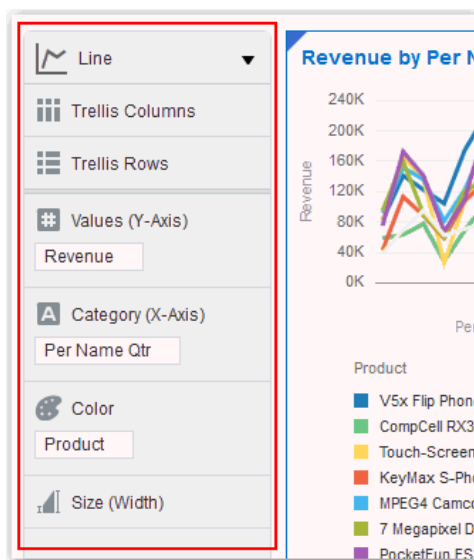 Line
Trellis Columns
Trellis Rows
Values (Y-Axis)
Revenue
Category (X-Axis)
Per Name Qtr
Color
Product
Size (Width)
Revenue by Per
240K
200K
160K
120K
80K
40K
0K
Revenue
Per
Product
V5x Flip Phon
CompCell RX3
Touch-Screen
KeyMax S-Pho
MPEG4 Camco
7 Megapixel D
PocketFun ES